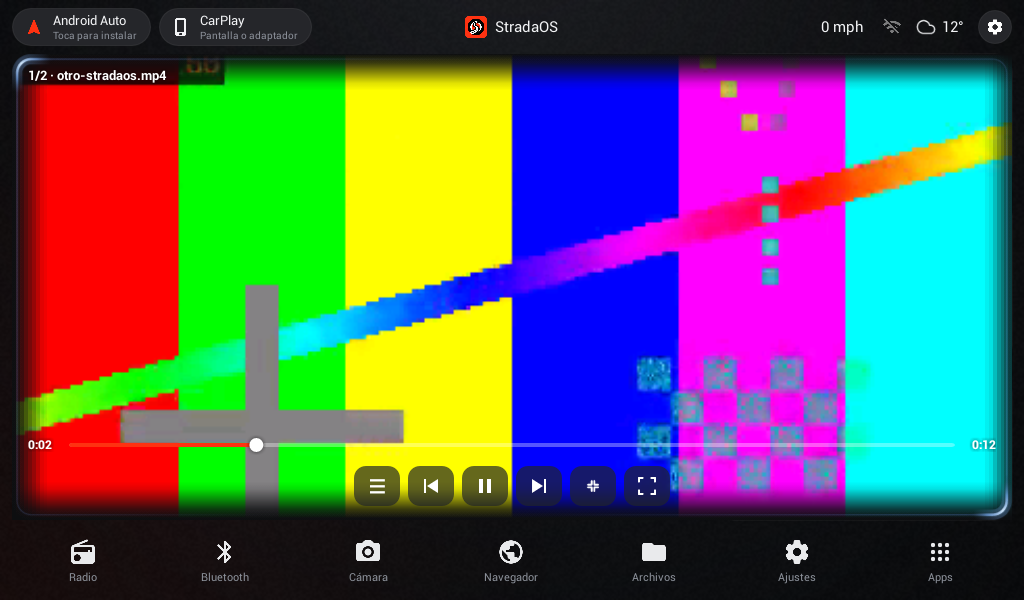 Android Auto
Toca para instalar
CarPlay
Pantalla o adaptador
StradaOS
0 mph
12°
1/2 · otro-stradaos.mp4
0:02
0:12
Radio
Bluetooth
Cámara
Navegador
Archivos
Ajustes
Apps